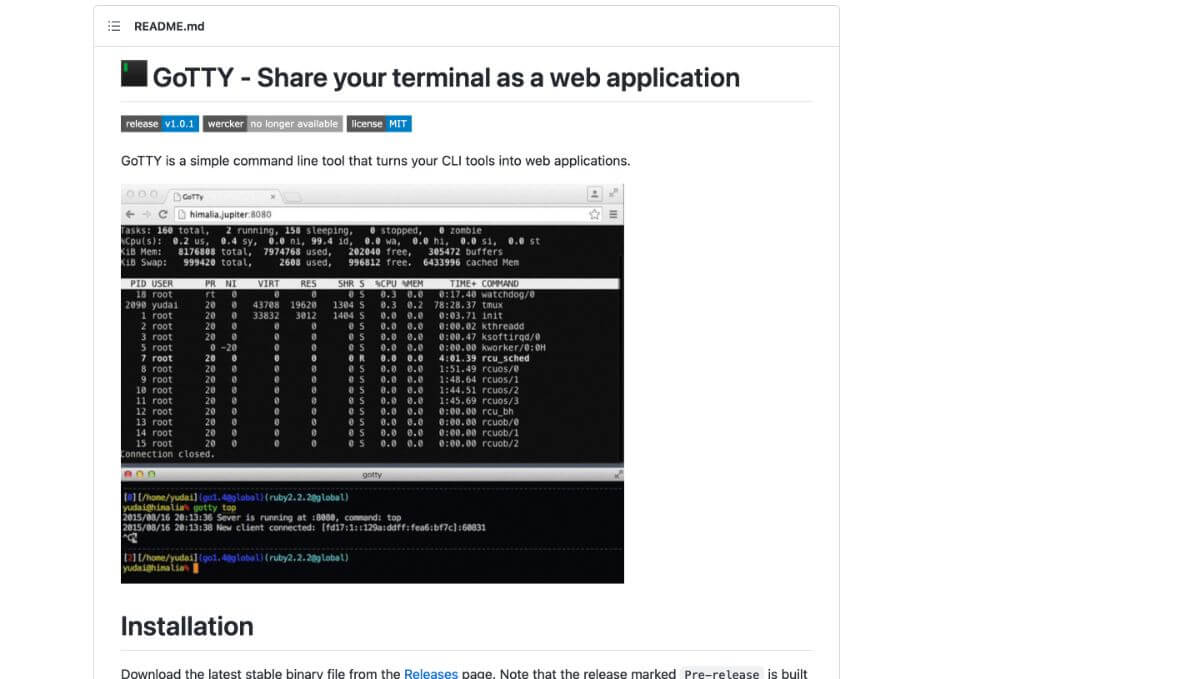 README.md
GoTTY - Share your terminal as a web application
release v1.0.1 wercker no longer available license MIT
GoTTY is a simple command line tool that turns your CLI tools into web applications.
GoTTy
himalia.jupiter:8080
Tasks: 160 total, 2 running, 158 sleeping, 0 stopped, 0 zombie
%Cpu(s): 0.2 us, 0.4 sy, 0.0 ni, 99.4 id, 0.0 wa, 0.0 hi, 0.0 si, 0.0 st
KiB Mem: 8176808 total, 7974768 used, 202040 free, 305472 buffers
KiB Swap: 999420 total, 2608 used, 996812 free. 6433996 cached Mem
PID USER PR NI VIRT RES SHR S %CPU %MEM TIME+ COMMAND
18 root rt 0 0 0 0 S 0.3 0.0 0:17.40 watchdog/0
2090 yudai 20 0 43708 19620 1304 S 0.3 0.2 78:28.37 tmux
1 root 20 0 33832 3012 1404 S 0.0 0.0 0:03.71 init
2 root 20 0 0 0 0 S 0.0 0.0 0:00.02 kthreadd
3 root 20 0 0 0 0 S 0.0 0.0 0:00.47 ksoftirqd/0
5 root 0 -20 0 0 0 S 0.0 0.0 0:00.00 kworker/0:0H
7 root 20 0 0 0 0 R 0.0 0.0 4:01.39 rcu_sched
8 root 20 0 0 0 0 S 0.0 0.0 1:51.49 rcuos/0
9 root 20 0 0 0 0 S 0.0 0.0 1:48.64 rcuos/1
10 root 20 0 0 0 0 S 0.0 0.0 1:44.51 rcuos/2
11 root 20 0 0 0 0 S 0.0 0.0 1:45.69 rcuos/3
12 root 20 0 0 0 0 S 0.0 0.0 0:00.00 rcu_bh
13 root 20 0 0 0 0 S 0.0 0.0 0:00.00 rcuob/0
14 root 20 0 0 0 0 S 0.0 0.0 0:00.00 rcuob/1
15 root 20 0 0 0 0 S 0.0 0.0 0:00.00 rcuob/2
Connection closed.
gotty
[0][/home/yudai](go1.4@global)(ruby2.2.2@global)
yudai@himalia% gotty top
2015/08/16 20:13:36 Sever is running at :8080, command: top
2015/08/16 20:13:38 New client connected: [fd17:1::129a:ddff:fea6:bf7c]:60831
^C
[2][/home/yudai](go1.4@global)(ruby2.2.2@global)
yudai@himalia%
Installation
Download the latest stable binary file from the Releases page. Note that the release marked Pre-release is built